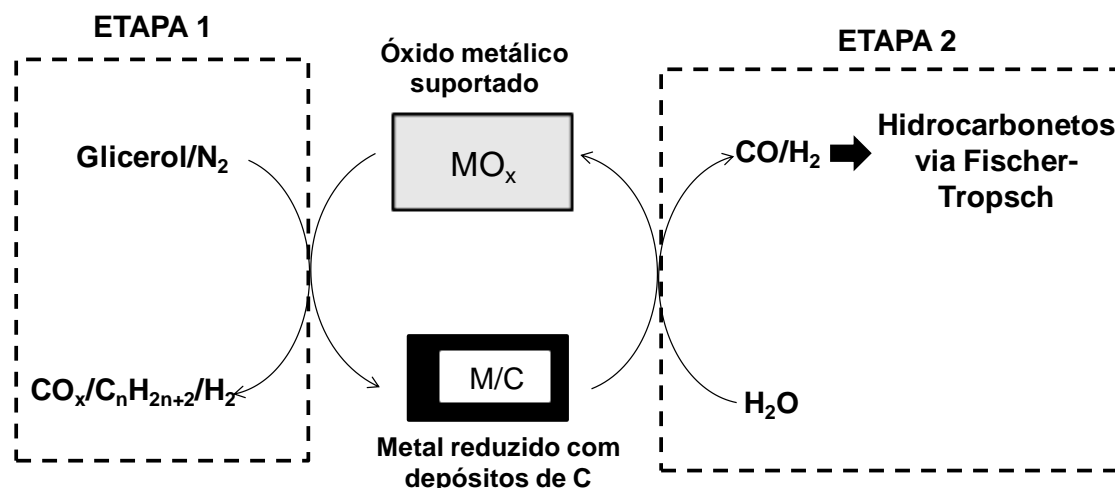 ETAPA 1
Glicerol/N₂
COₓ/CₙH₂ₙ₊₂/H₂
Óxido metálico
suportado
MOₓ
M/C
Metal reduzido com
depósitos de C
ETAPA 2
CO/H₂
Hidrocarbonetos
via Fischer-
Tropsch
H₂O